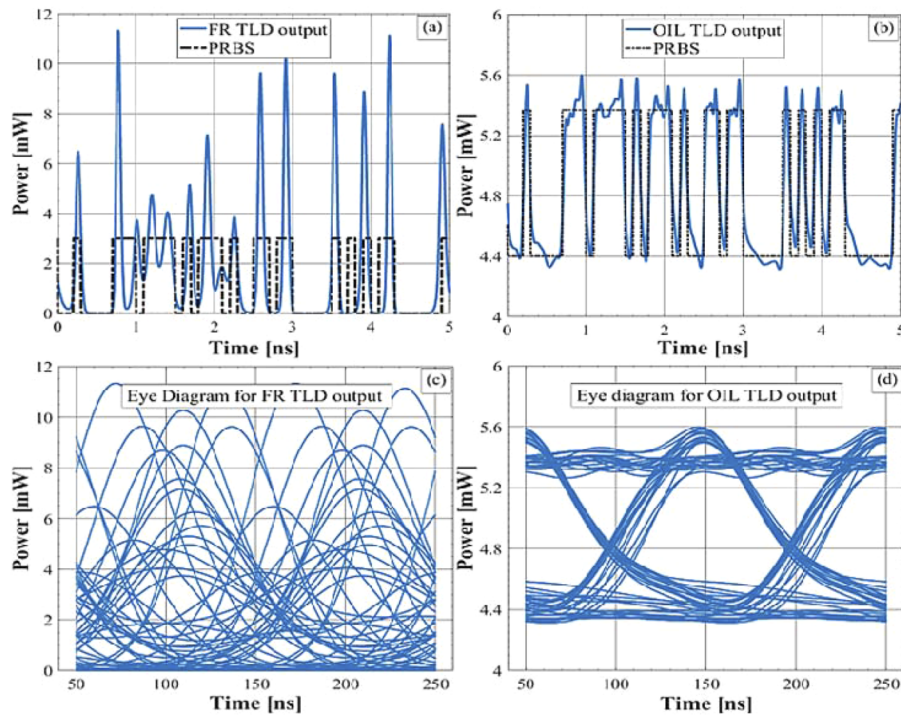 (a)
FR TLD output
PRBS
12
10
8
6
4
2
0
Power [mW]
0
1
2
3
4
5
Time [ns]
(b)
OIL TLD output
PRBS
6
5.6
5.2
4.8
4.4
4
Power [mW]
0
1
2
3
4
5
Time [ns]
(c)
Eye Diagram for FR TLD output
12
10
8
6
4
2
0
Power [mW]
50
100
150
200
250
Time [ns]
(d)
Eye diagram for OIL TLD output
6
5.6
5.2
4.8
4.4
4
Power [mW]
50
100
150
200
250
Time [ns]